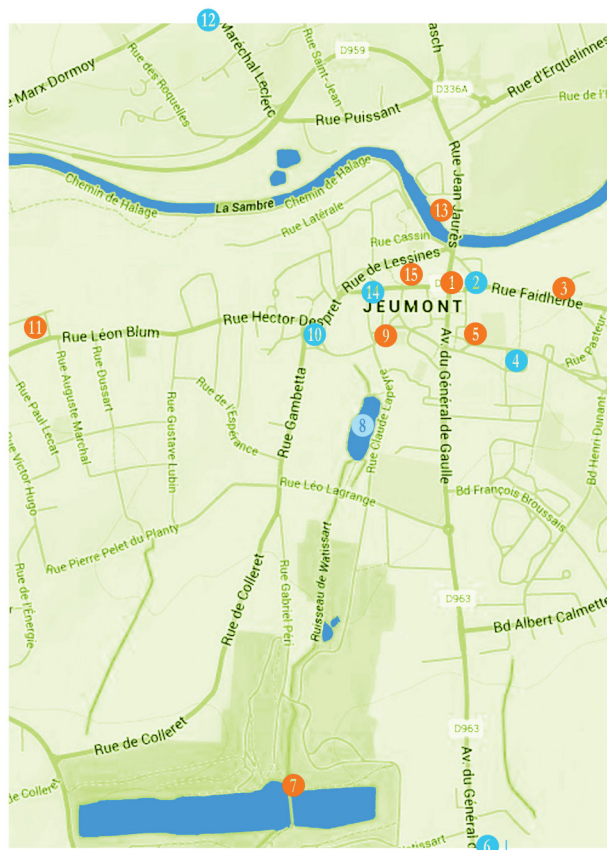 12
Rue Saint-Jean
D959
asch
e Marx Dormoy
Rue des Roquelles
Maréchal Leclerc
D336A
Rue d'Erquelinnes
Rue de l'
Rue Puissant
Rue Jean Jaurès
Chemin de Halage
La Sambre
Chemin de Halage
Rue Latérale
13
Rue Cassin
Rue de Lessines
15
1
2
3
Rue Faidherbe
14
JEUMONT
11
Rue Léon Blum
Rue Hector Despret
10
9
5
4
Rue Pasteur
Rue Dussart
Rue Auguste Marchal
Rue Paul Lecat
Rue Victor Hugo
Rue Gustave Lubin
Rue de l'Espérance
Rue Gambetta
8
Rue Claude Lapeyre
Av. du Général de Gaulle
Bd Henri Dunant
Rue Léo Lagrange
Bd François Broussais
Rue Pierre Pelet du Planty
Rue de l'Énergie
Rue de Colleret
Rue Gabriel Péri
Ruisseau de Watissart
D963
Bd Albert Calmette
Rue de Colleret
D963
Av. du Général d
7
de Colleret
Watissart
6